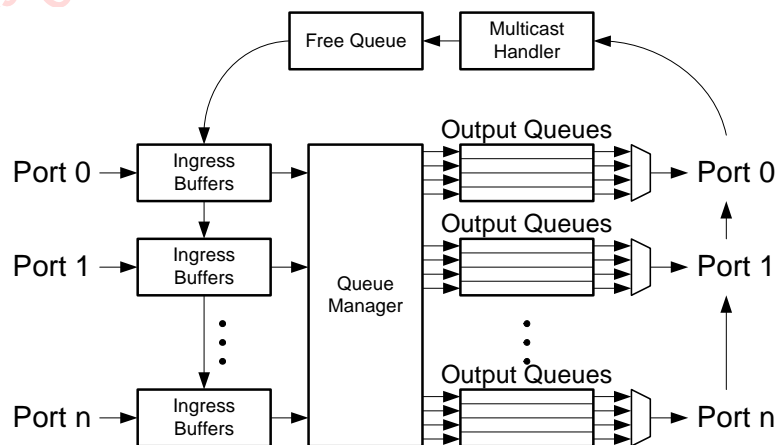 Free Queue
Multicast
Handler
Output Queues
Port 0
Ingress
Buffers
Port 0
Output Queues
Port 1
Ingress
Buffers
Queue
Manager
Port 1
Output Queues
Port n
Ingress
Buffers
Port n